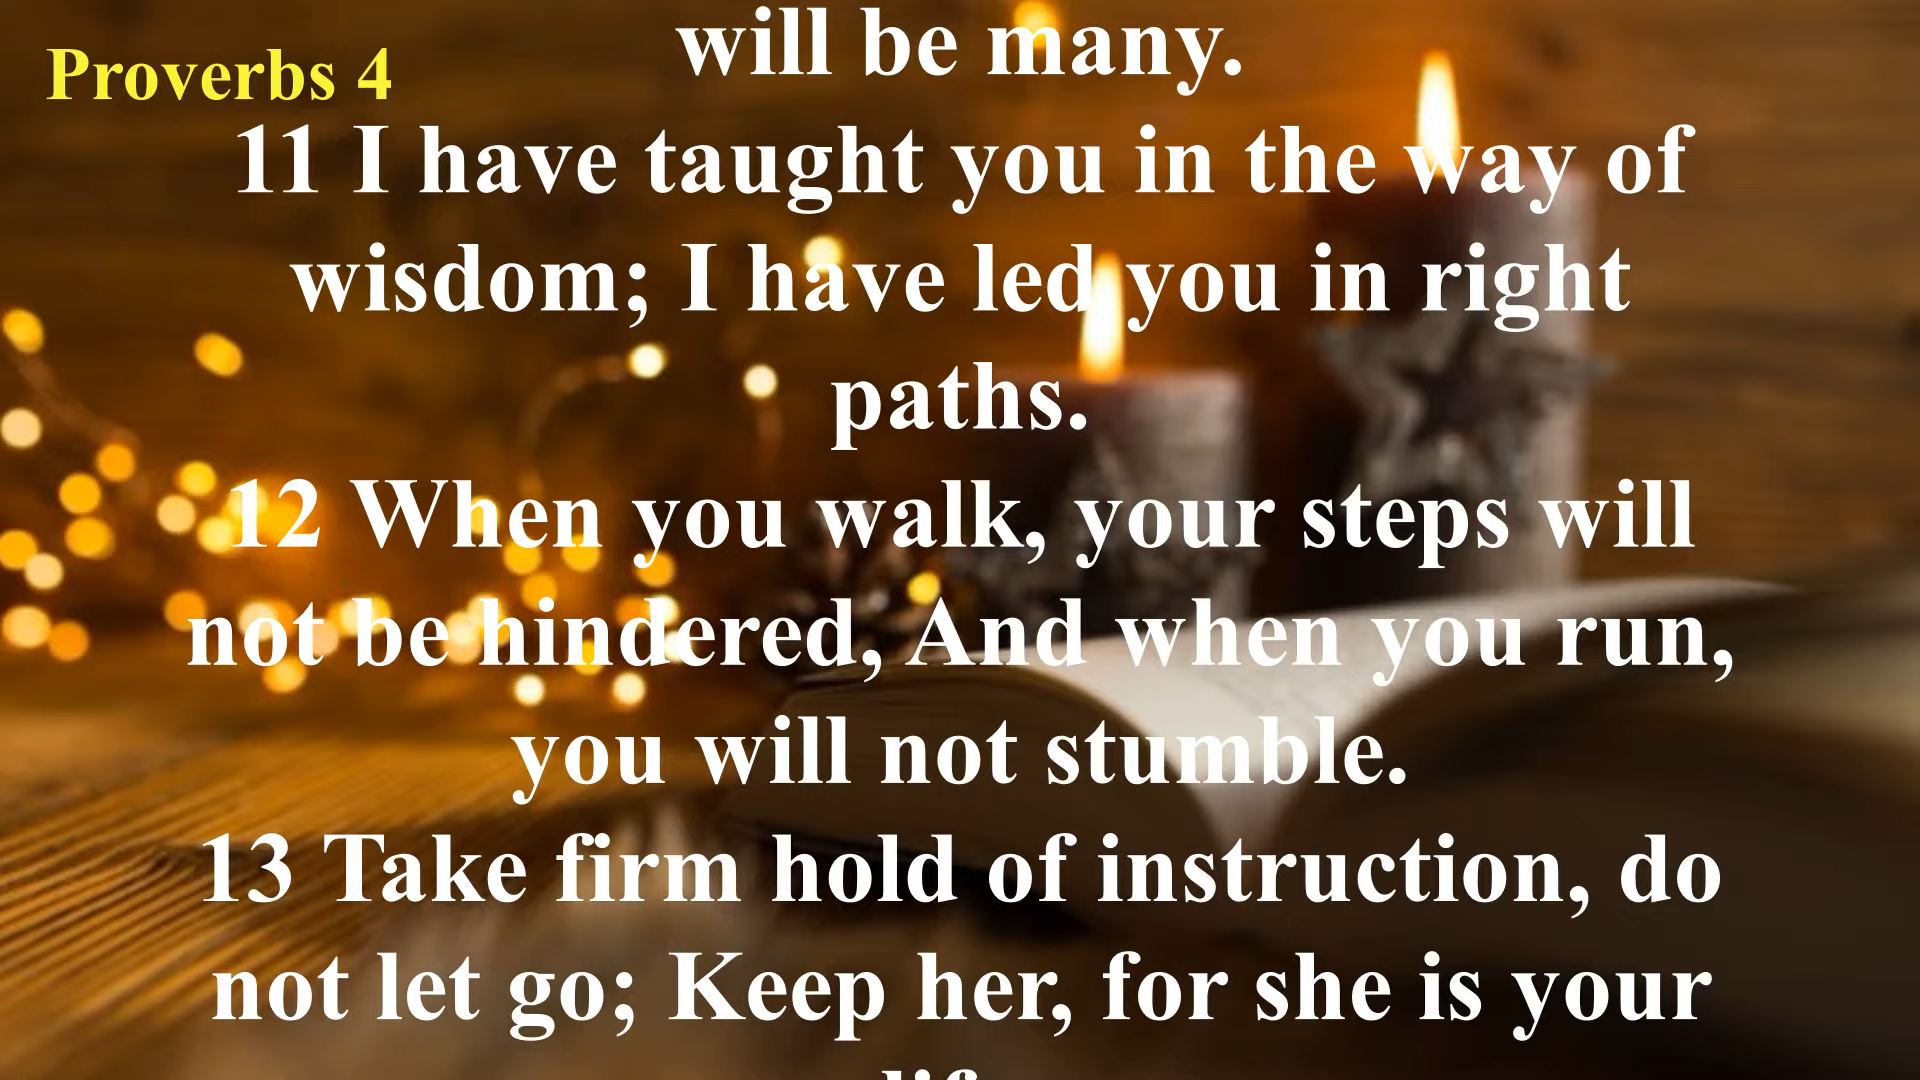 Proverbs 4
will be many.
11 I have taught you in the way of
wisdom; I have led you in right
paths.
12 When you walk, your steps will
not be hindered, And when you run,
you will not stumble.
13 Take firm hold of instruction, do
not let go; Keep her, for she is your